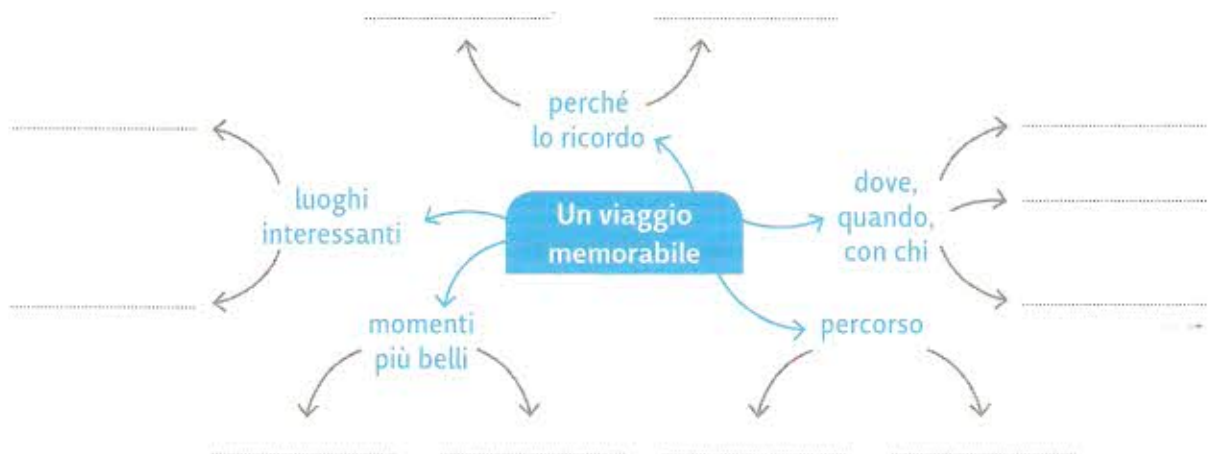 perché
lo ricordo
luoghi
interessanti
Un viaggio
memorabile
dove,
quando,
con chi
momenti
più belli
percorso